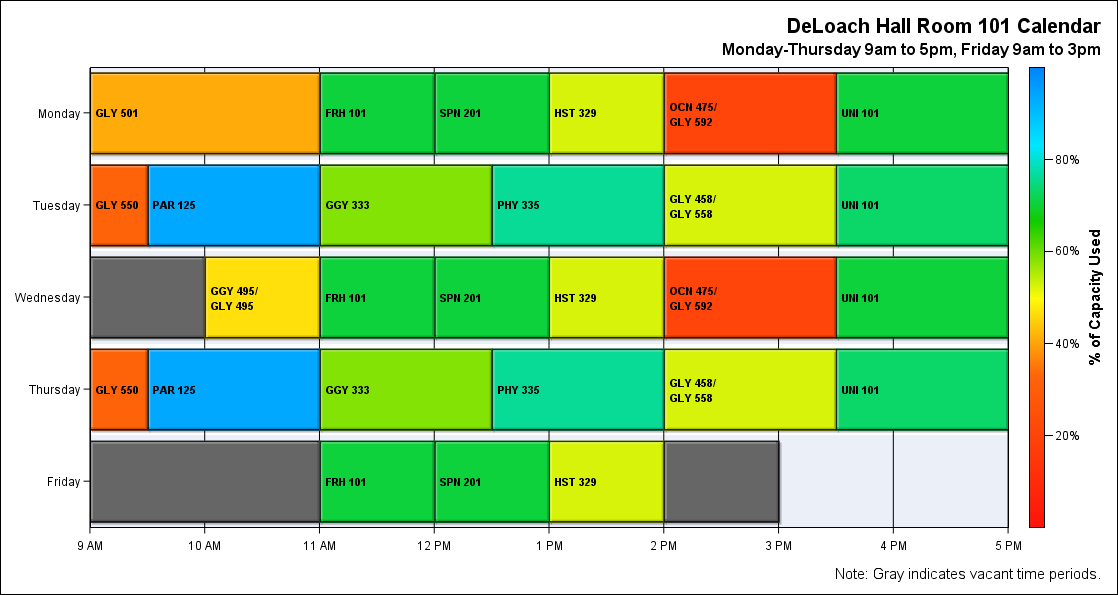 DeLoach Hall Room 101 Calendar
Monday-Thursday 9am to 5pm, Friday 9am to 3pm
Monday
GLY 501
FRH 101
SPN 201
HST 329
OCN 475/
GLY 592
UNI 101
Tuesday
GLY 550
PAR 125
GGY 333
PHY 335
GLY 458/
GLY 558
UNI 101
Wednesday
GGY 495/
GLY 495
FRH 101
SPN 201
HST 329
OCN 475/
GLY 592
UNI 101
Thursday
GLY 550
PAR 125
GGY 333
PHY 335
GLY 458/
GLY 558
UNI 101
Friday
FRH 101
SPN 201
HST 329
9 AM
10 AM
11 AM
12 PM
1 PM
2 PM
3 PM
4 PM
5 PM
80%
60%
40%
20%
% of Capacity Used
Note: Gray indicates vacant time periods.